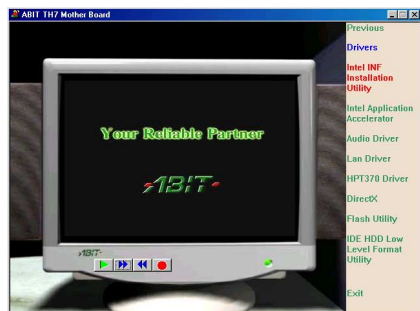 ABIT TH7 Mother Board
Your Reliable Partner
ABIT
ABIT
Previous
Drivers
Intel INF
Installation
Utility
Intel Application
Accelerator
Audio Driver
Lan Driver
HPT370 Driver
DirectX
Flash Utility
IDE HDD Low
Level Format
Utility
Exit